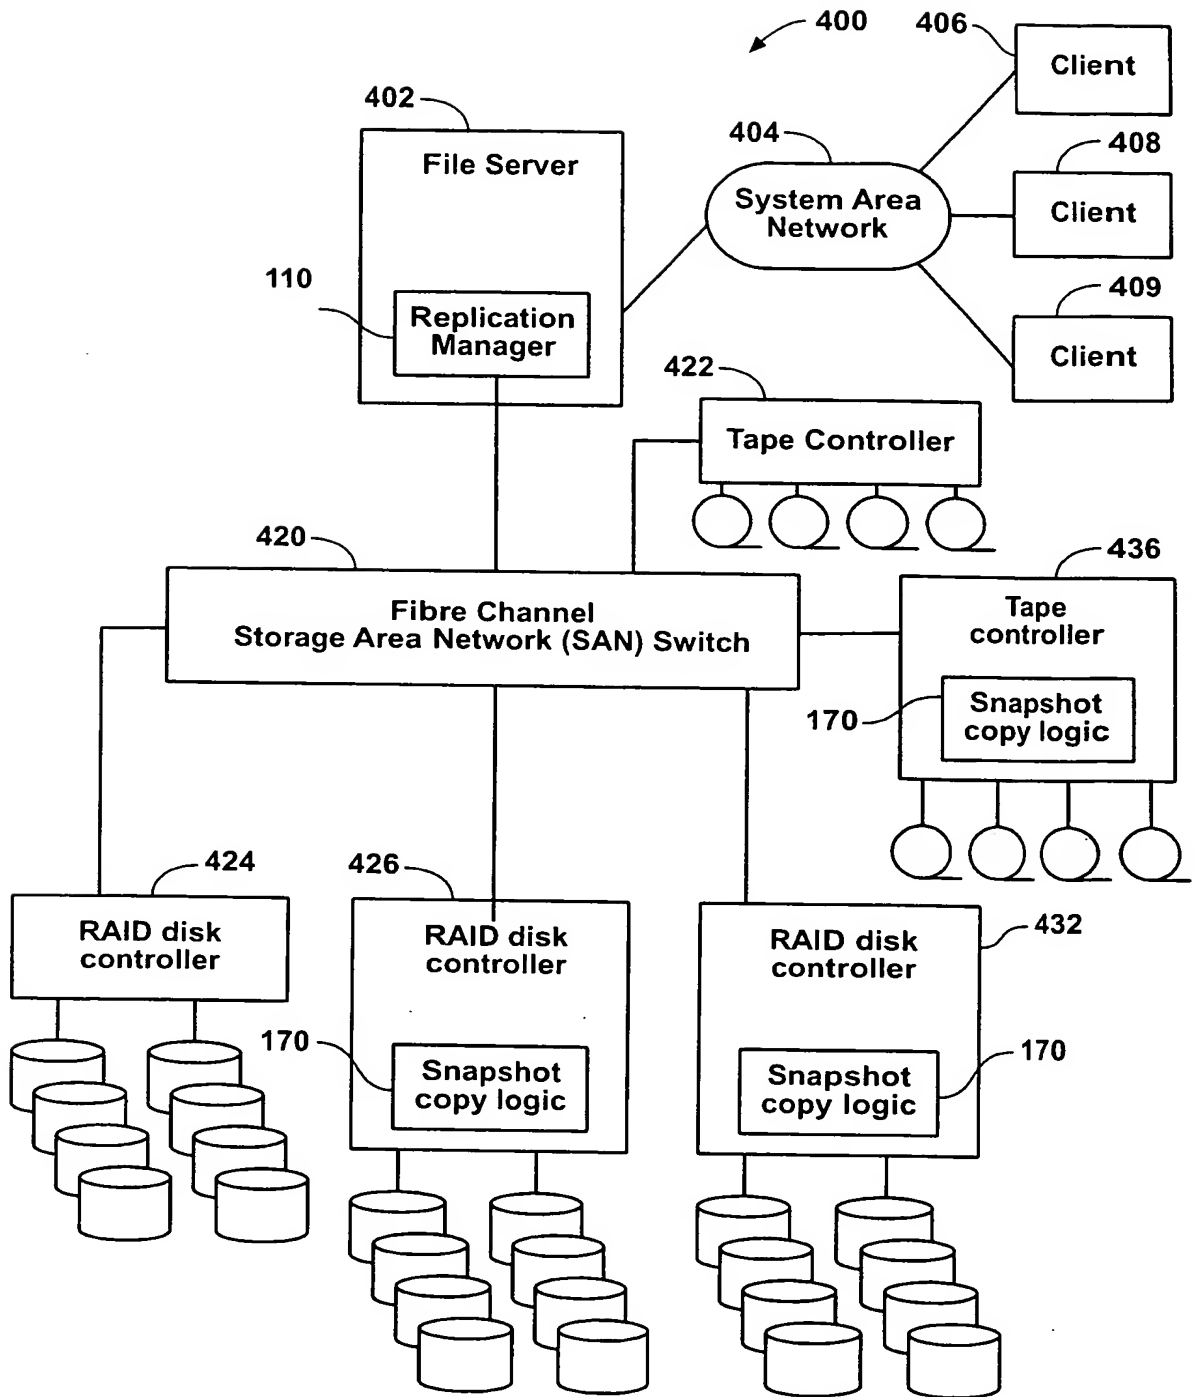 400
406
Client
402
File Server
404
System Area
Network
408
Client
110
Replication
Manager
409
Client
422
Tape Controller
420
Fibre Channel
Storage Area Network (SAN) Switch
436
Tape
controller
170
Snapshot
copy logic
424
RAID disk
controller
426
RAID disk
controller
170
Snapshot
copy logic
432
RAID disk
controller
170
Snapshot
copy logic